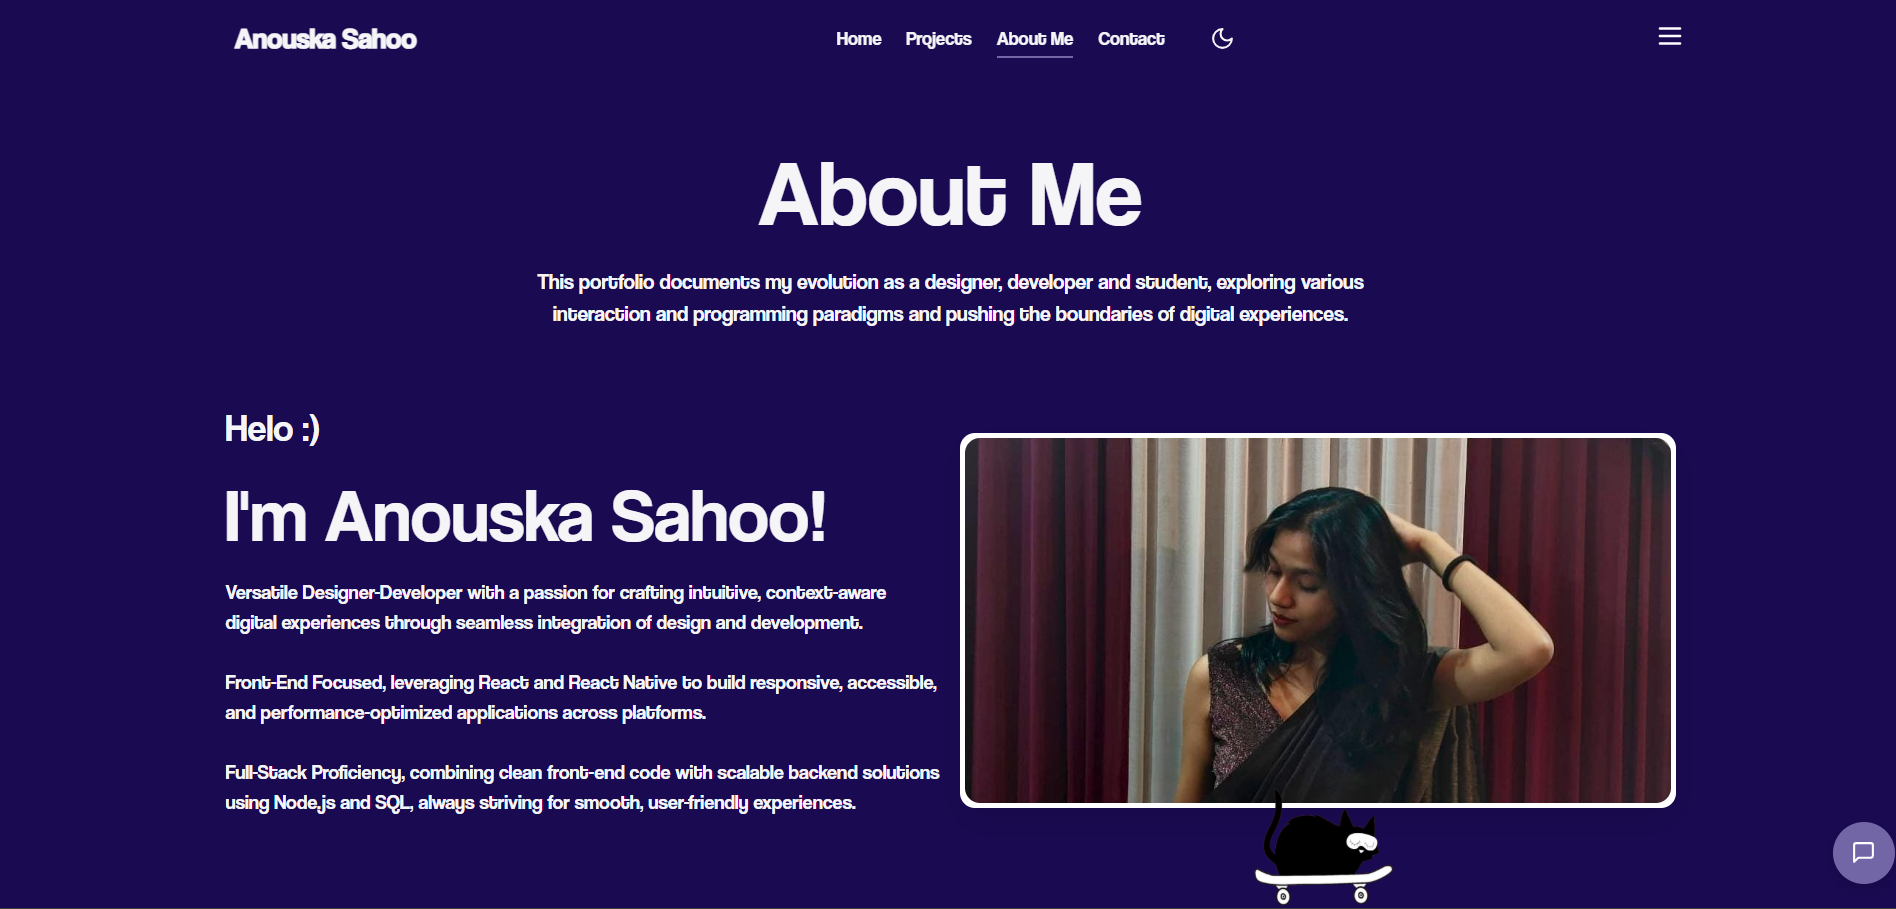 Anouska Sahoo
Home Projects About Me Contact
About Me
This portfolio documents my evolution as a designer, developer and student, exploring various
interaction and programming paradigms and pushing the boundaries of digital experiences.
Helo :)
I'm Anouska Sahoo!
Versatile Designer-Developer with a passion for crafting intuitive, context-aware
digital experiences through seamless integration of design and development.
Front-End Focused, leveraging React and React Native to build responsive, accessible,
and performance-optimized applications across platforms.
Full-Stack Proficiency, combining clean front-end code with scalable backend solutions
using Node.js and SQL, always striving for smooth, user-friendly experiences.